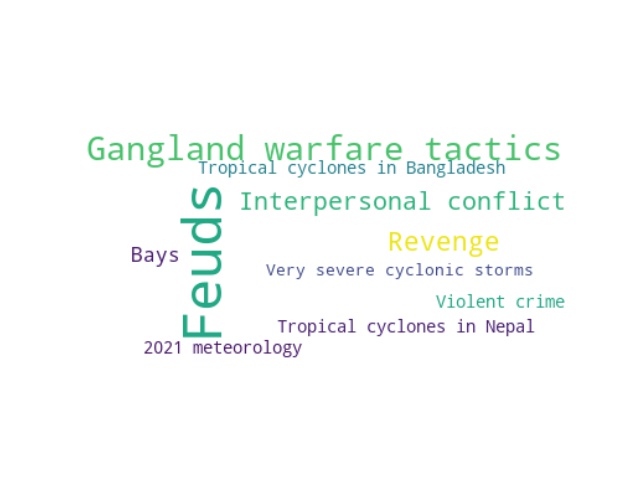 Gangland warfare tactics
Tropical cyclones in Bangladesh
Feuds
Interpersonal conflict
Revenge
Bays
Very severe cyclonic storms
Violent crime
Tropical cyclones in Nepal
2021 meteorology